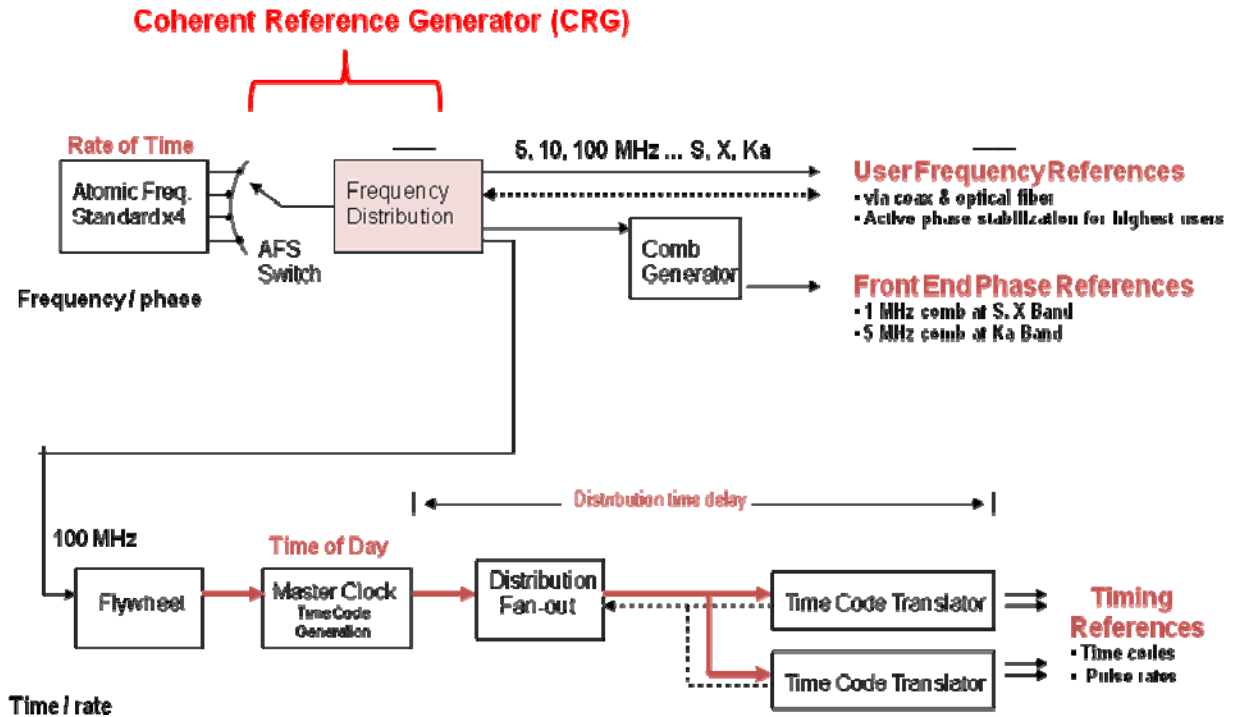 Coherent Reference Generator (CRG)
Rate of Time
Atomic Freq.
Standard x4
AFS
Switch
Frequency / phase
Frequency
Distribution
5, 10, 100 MHz ... S, X, Ka
User Frequency References
• via coax & optical fiber
• Active phase stabilization for highest users
Comb
Generator
Front End Phase References
• 1 MHz comb at S, X Band
• 5 MHz comb at Ka Band
Distribution time delay
100 MHz
Flywheel
Time of Day
Master Clock
Time Code
Generation
Distribution
Fan-out
Time Code Translator
Time Code Translator
Timing
References
• Time codes
• Pulse rates
Time / rate